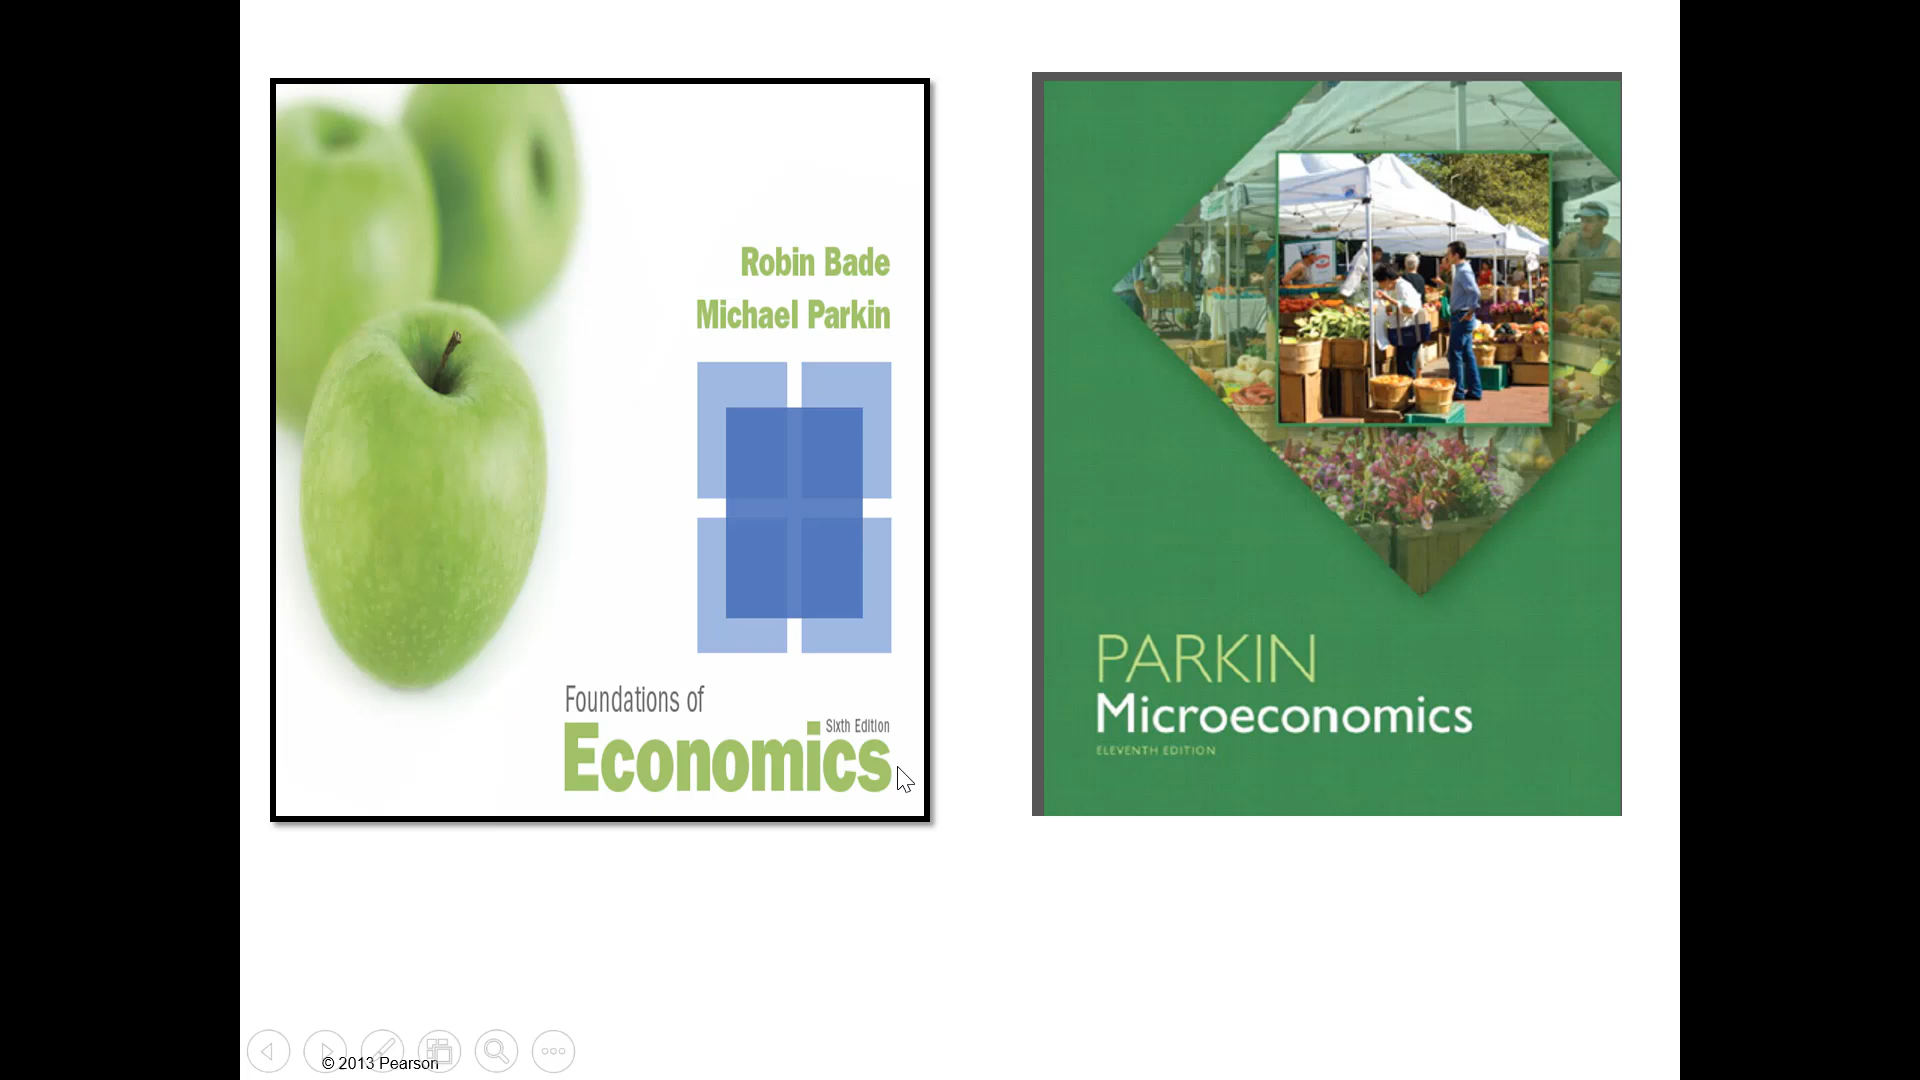 Robin Bade
Michael Parkin
Foundations of
Sixth Edition
Economics
PARKIN
Microeconomics
ELEVENTH EDITION
© 2013 Pearson